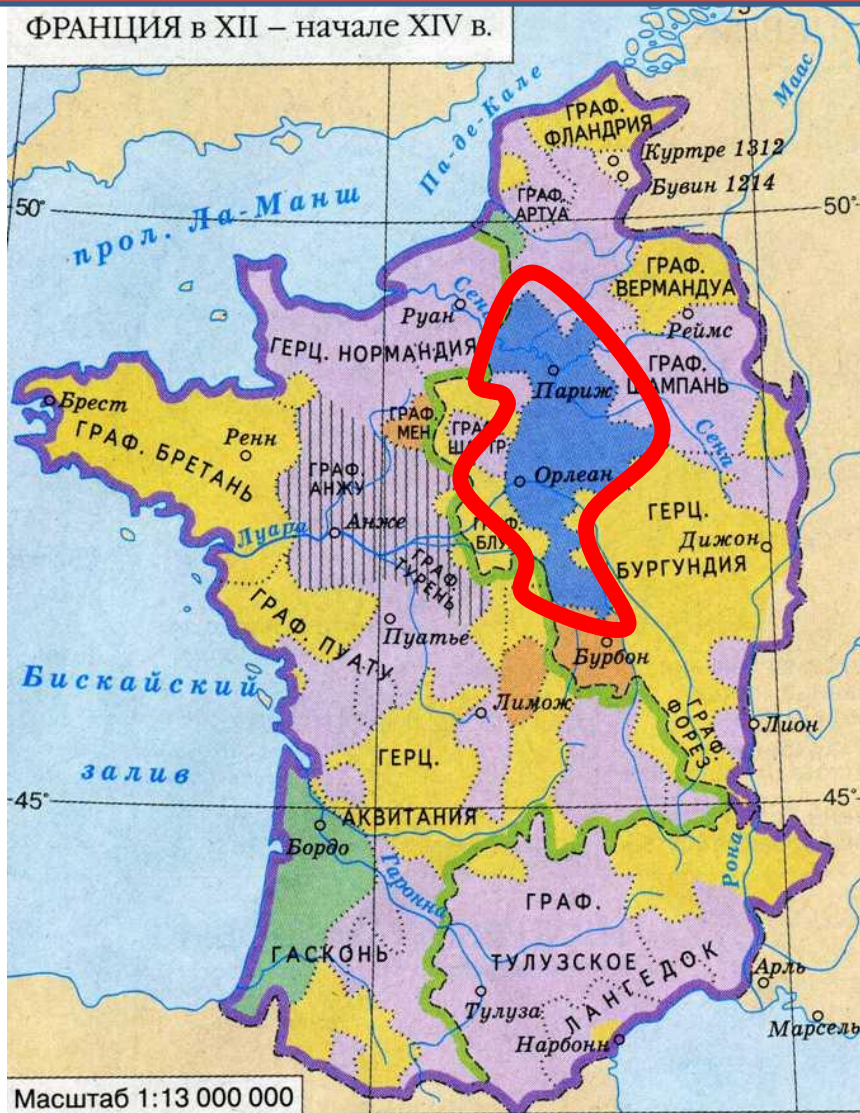 ФРАНЦИЯ в XII – начале XIV в.
Маас
Па-де-Кале
ГРАФ.
ФЛАНДРИЯ
Куртре 1312
Бувин 1214
50°
50°
прол. Ла-Манш
ГРАФ.
АРТУА
ГРАФ.
ВЕРМАНДУА
Сена
Руан
Реймс
ГЕРЦ. НОРМАНДИЯ
ГРАФ.
ШАМПАНЬ
Париж
Брест
ГРАФ.
МЕН
ГРАФ. БРЕТАНЬ
Ренн
ГРАФ.
АНЖУ
Сена
Орлеан
ГЕРЦ.
БУРГУНДИЯ
Луара
Анже
ГРАФ.
Дижон
ГРАФ.
ТУРЕНЬ
ГРАФ. ПУАТУ
Пуатье
Бурбон
Бискайский
залив
Лимож
ГРАФ.
ФОРЕЗ
Лион
ГЕРЦ.
АКВИТАНИЯ
45°
45°
Бордо
Гаронна
Рона
ГРАФ.
ТУЛУЗСКОЕ
ГАСКОНЬ
ЛАНГЕДОК
Тулуза
Арль
Марсель
Нарбонн
Масштаб 1:13 000 000